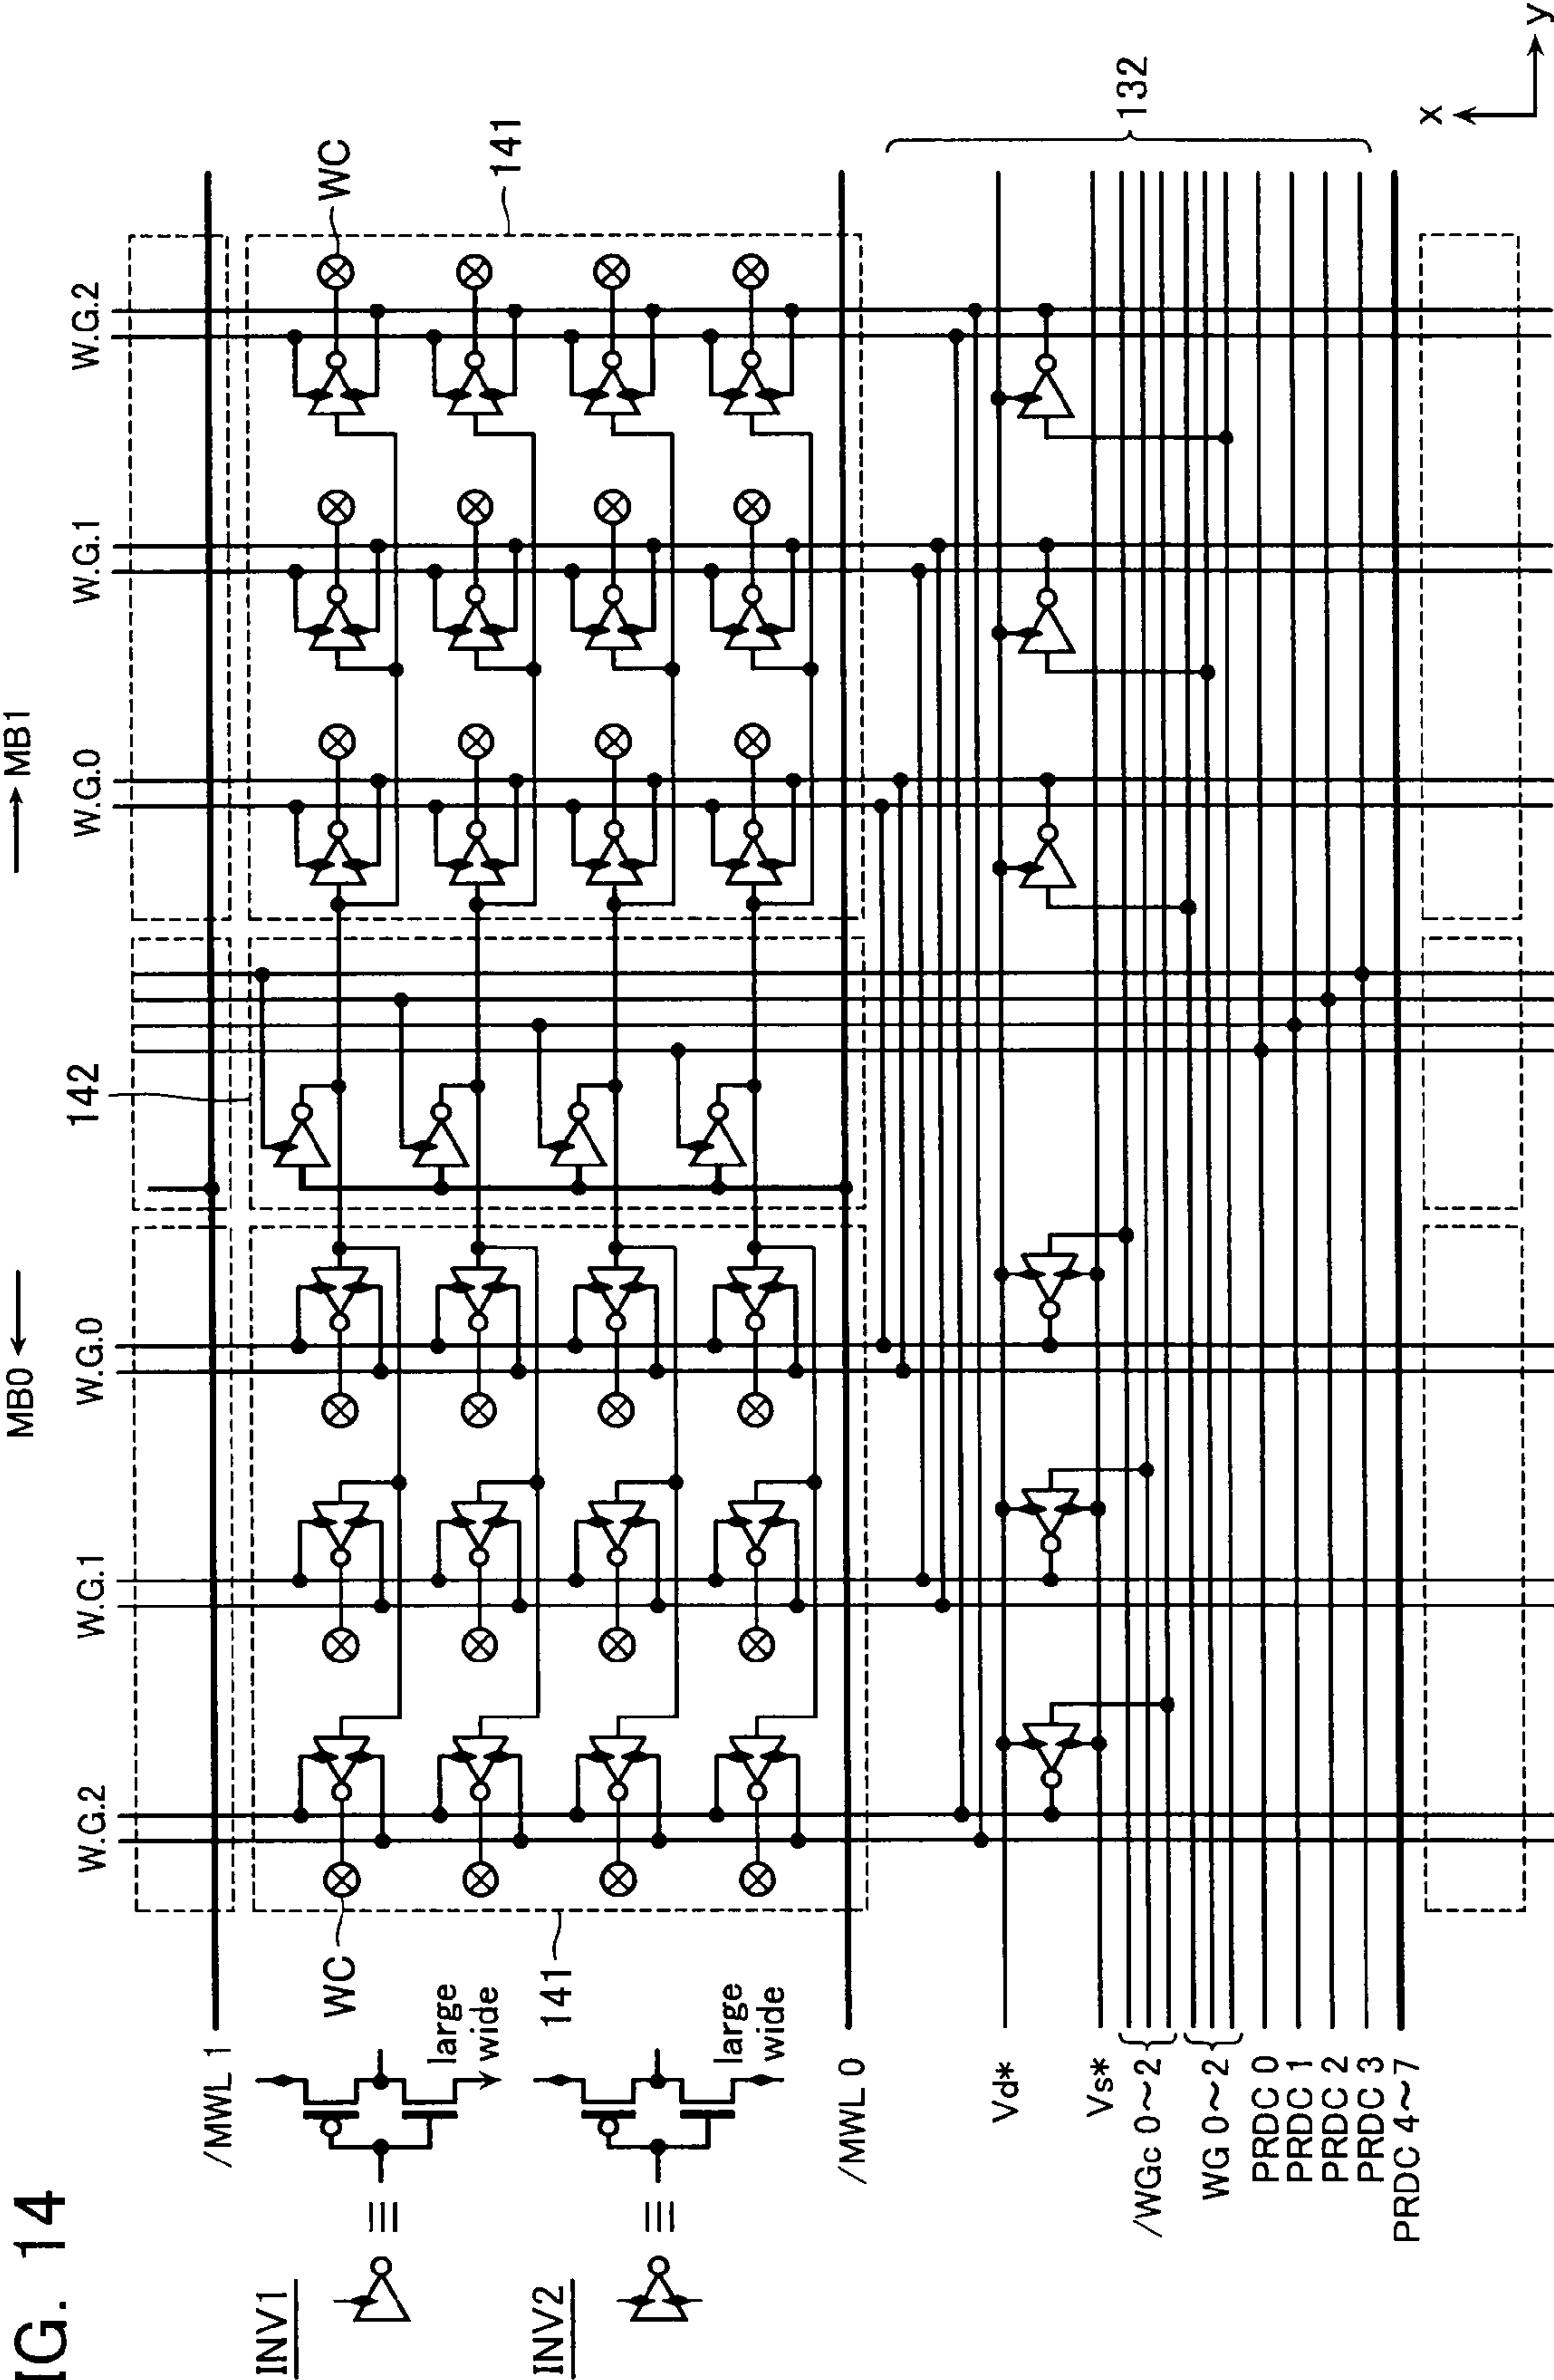 IG. 14
MB0
MB1
W.G.2
W.G.1
W.G.0
142
W.G.0
W.G.1
W.G.2
/MWL 1
INV1
large
wide
WC
WC
141
141
INV2
large
wide
/MWL 0
132
Vd*
Vs*
/WGc 0~2
WG 0~2
PRDC 0
PRDC 1
PRDC 2
PRDC 3
PRDC 4~7
x
y